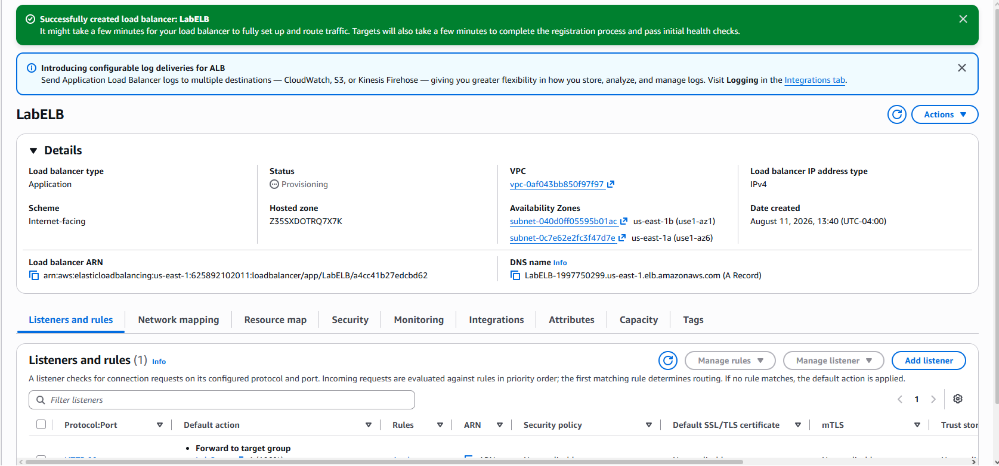 Successfully created load balancer: LabELB
It might take a few minutes for your load balancer to fully set up and route traffic. Targets will also take a few minutes to complete the registration process and pass initial health checks.
Introducing configurable log deliveries for ALB
Send Application Load Balancer logs to multiple destinations — CloudWatch, S3, or Kinesis Firehose — giving you greater flexibility in how you store, analyze, and manage logs. Visit Logging in the Integrations tab.
LabELB
Actions
Details
Load balancer type
Application
Status
Provisioning
VPC
vpc-0af043bb850f97f97
Load balancer IP address type
IPv4
Scheme
Internet-facing
Hosted zone
Z35SXDOTRQ7X7K
Availability Zones
subnet-040d0ff05595b01ac us-east-1b (use1-az1)
subnet-0c7e62e2fc3f47d7e us-east-1a (use1-az6)
Date created
August 11, 2026, 13:40 (UTC-04:00)
Load balancer ARN
arn:aws:elasticloadbalancing:us-east-1:625892102011:loadbalancer/app/LabELB/a4cc41b27edcbd62
DNS name Info
LabELB-1997750299.us-east-1.elb.amazonaws.com (A Record)
Listeners and rules Network mapping Resource map Security Monitoring Integrations Attributes Capacity Tags
Listeners and rules (1) Info
Manage rules Manage listener Add listener
A listener checks for connection requests on its configured protocol and port. Incoming requests are evaluated against rules in priority order; the first matching rule determines routing. If no rule matches, the default action is applied.
Filter listeners
1
Protocol:Port Default action Rules ARN Security policy Default SSL/TLS certificate mTLS Trust stor
• Forward to target group